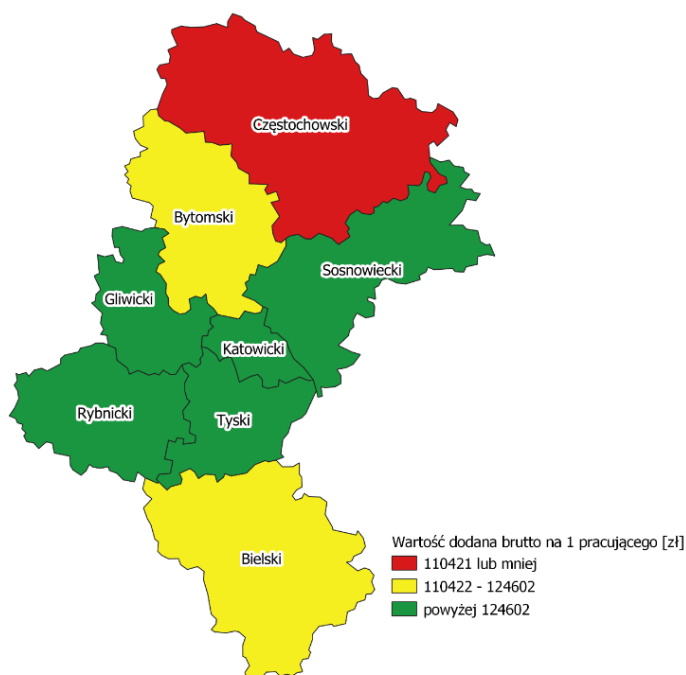 Częstochowski
Bytomski
Sosnowiecki
Gliwicki
Katowicki
Rybnicki
Tyski
Bielski
Wartość dodana brutto na 1 pracującego [zł]
110421 lub mniej
110422 - 124602
powyżej 124602